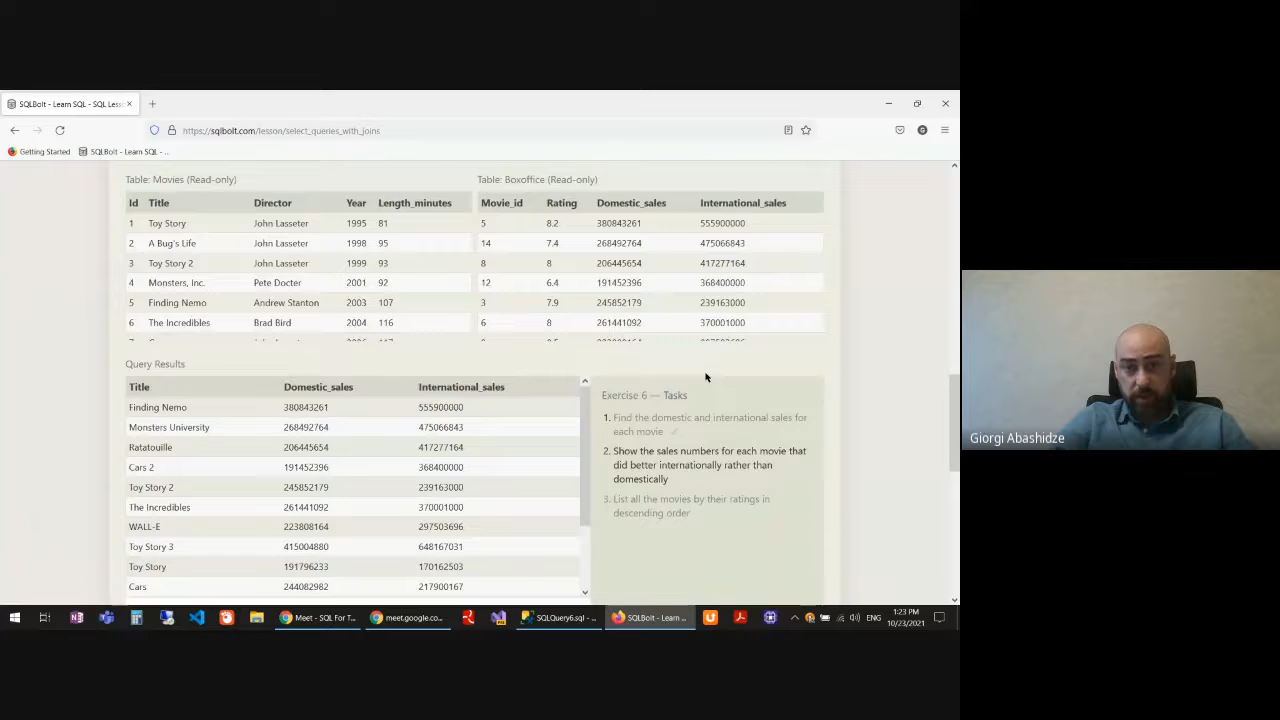 SQLBolt - Learn SQL - SQL Less
https://sqlbolt.com/lesson/select_queries_with_joins
Getting Started SQLBolt - Learn SQL - ...
Table: Movies (Read-only) Table: Boxoffice (Read-only)
Id Title Director Year Length_minutes Movie_id Rating Domestic_sales International_sales
1 Toy Story John Lasseter 1995 81 5 8.2 380843261 555900000
2 A Bug's Life John Lasseter 1998 95 14 7.4 268492764 475066843
3 Toy Story 2 John Lasseter 1999 93 8 8 206445654 417277164
4 Monsters, Inc. Pete Docter 2001 92 12 6.4 191452396 368400000
5 Finding Nemo Andrew Stanton 2003 107 3 7.9 245852179 239163000
6 The Incredibles Brad Bird 2004 116 6 8 261441092 370001000
Query Results
Title Domestic_sales International_sales
Finding Nemo 380843261 555900000
Monsters University 268492764 475066843
Ratatouille 206445654 417277164
Cars 2 191452396 368400000
Toy Story 2 245852179 239163000
The Incredibles 261441092 370001000
WALL-E 223808164 297503696
Toy Story 3 415004880 648167031
Toy Story 191796233 170162503
Cars 244082982 217900167
Exercise 6 — Tasks
1. Find the domestic and international sales for
each movie ✓
2. Show the sales numbers for each movie that
did better internationally rather than
domestically
3. List all the movies by their ratings in
descending order
Giorgi Abashidze
Meet - SQL For T... meet.google.co... SQLQuery6.sql - ... SQLBolt - Learn ... ENG 1:23 PM
10/23/2021